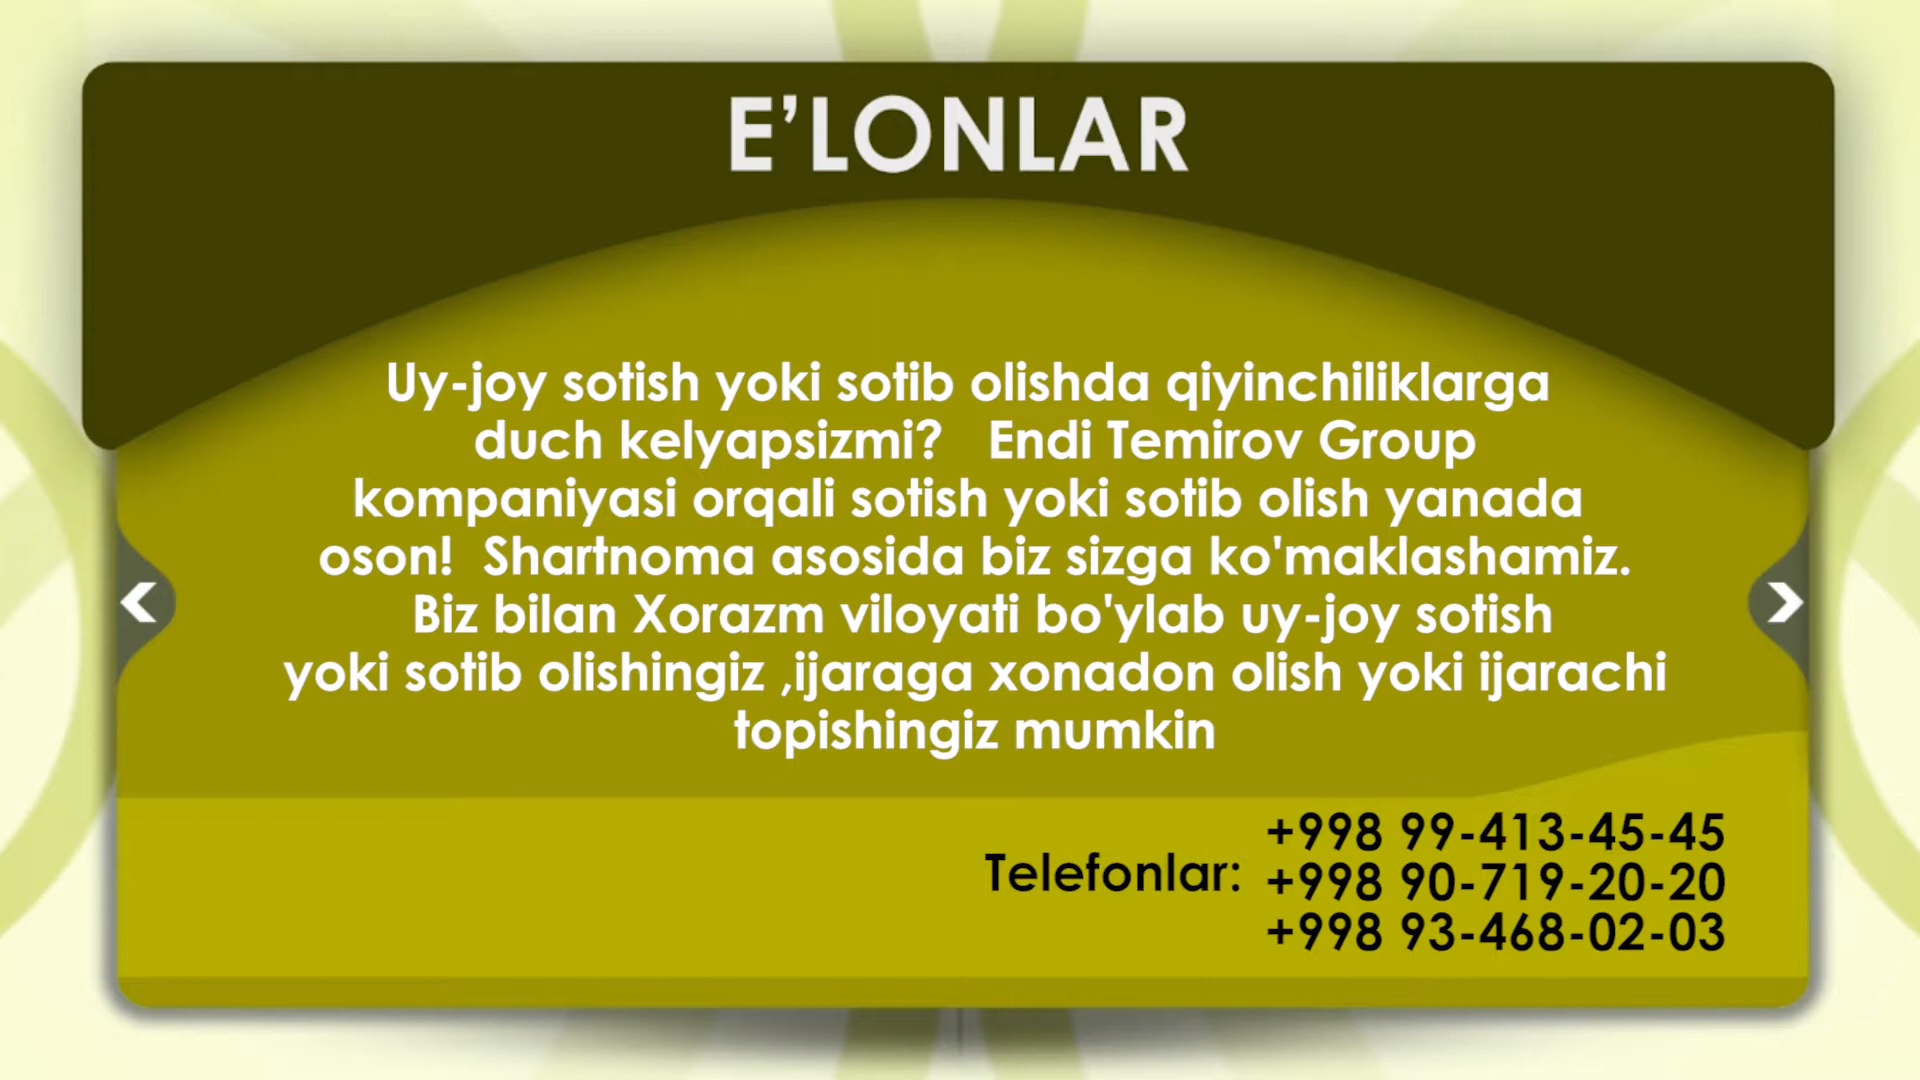 E’LONLAR
Uy-joy sotish yoki sotib olishda qiyinchiliklarga
duch kelyapsizmi? Endi Temirov Group
kompaniyasi orqali sotish yoki sotib olish yanada
oson! Shartnoma asosida biz sizga ko'maklashamiz.
Biz bilan Xorazm viloyati bo'ylab uy-joy sotish
yoki sotib olishingiz ,ijaraga xonadon olish yoki ijarachi
topishingiz mumkin
Telefonlar:
+998 99-413-45-45
+998 90-719-20-20
+998 93-468-02-03